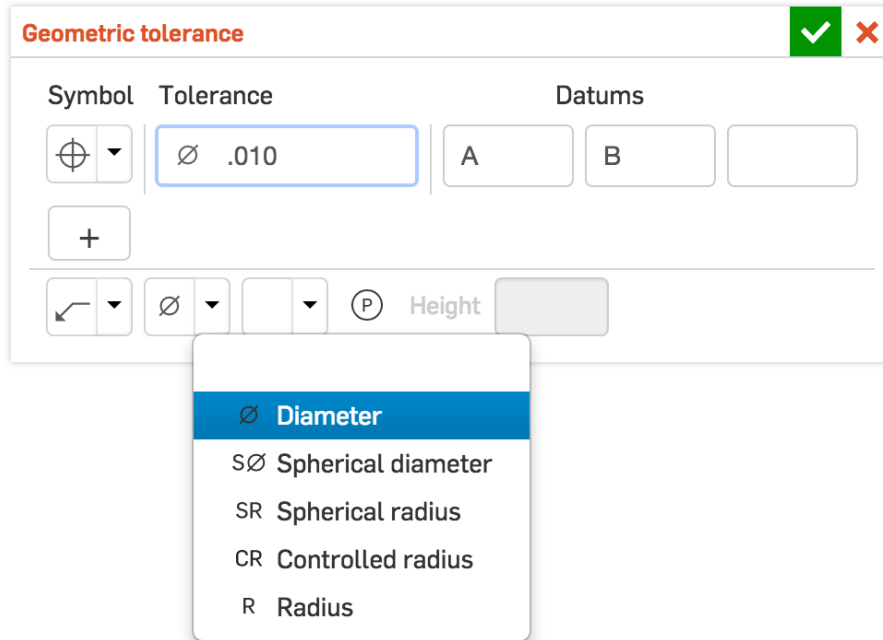 Geometric tolerance
Symbol Tolerance Datums
⌖ ∅ .010 A B
+
∅ Ⓟ Height
∅ Diameter
S∅ Spherical diameter
SR Spherical radius
CR Controlled radius
R Radius